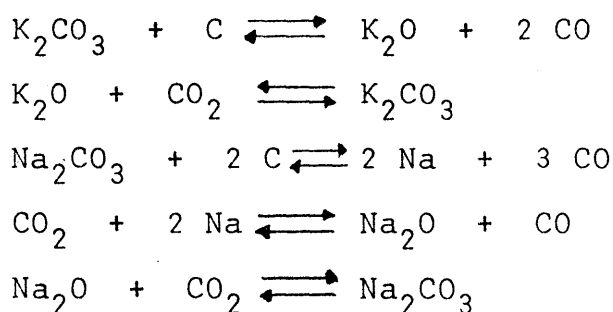 K₂CO₃ + C ⇌ K₂O + 2 CO
K₂O + CO₂ ⇌ K₂CO₃
Na₂CO₃ + 2 C ⇌ 2 Na + 3 CO
CO₂ + 2 Na ⇌ Na₂O + CO
Na₂O + CO₂ ⇌ Na₂CO₃